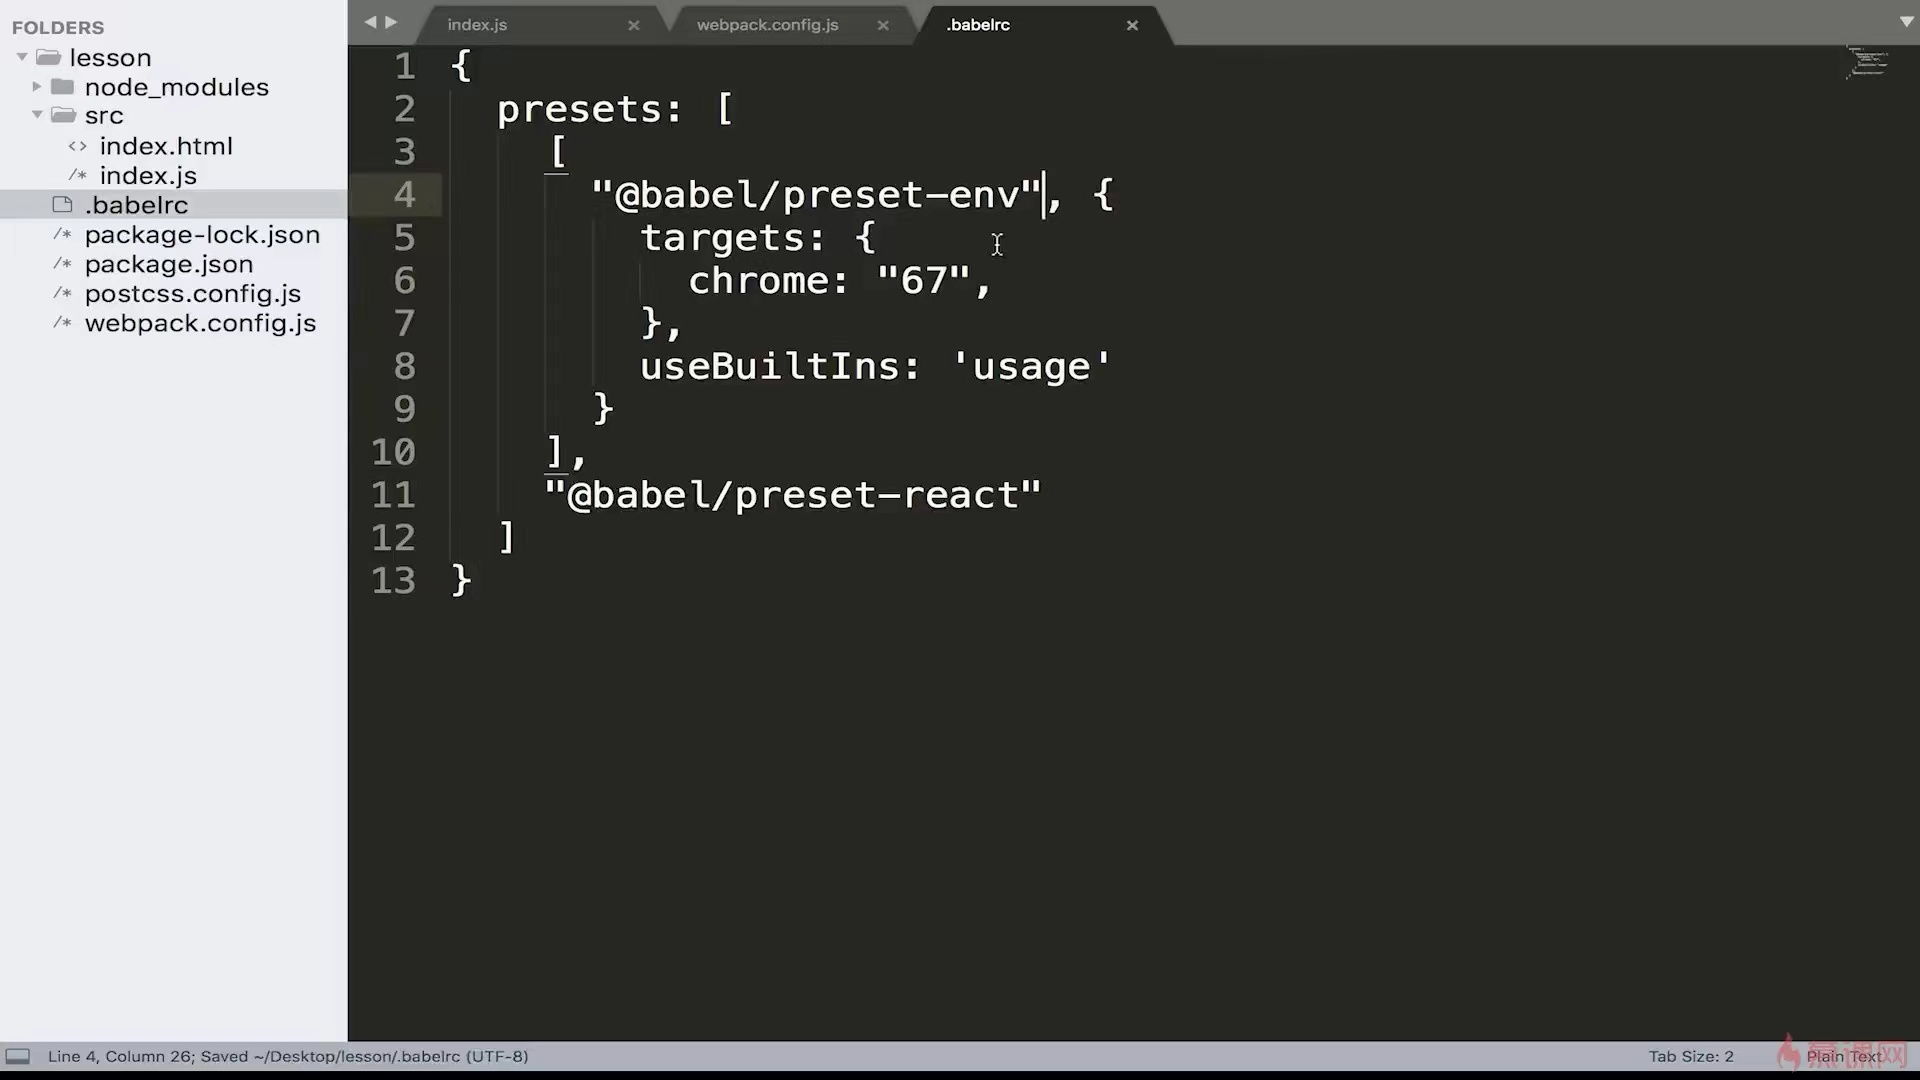 FOLDERS
lesson
node_modules
src
<> index.html
/* index.js
.babelrc
/* package-lock.json
/* package.json
/* postcss.config.js
/* webpack.config.js
index.js ×
webpack.config.js ×
.babelrc ×
1 {
2 presets: [
3 [
4 "@babel/preset-env", {
5 targets: {
6 chrome: "67",
7 },
8 useBuiltIns: 'usage'
9 }
10 ],
11 "@babel/preset-react"
12 ]
13 }
Line 4, Column 26; Saved ~/Desktop/lesson/.babelrc (UTF-8)
Tab Size: 2
Plain Text
慕课网